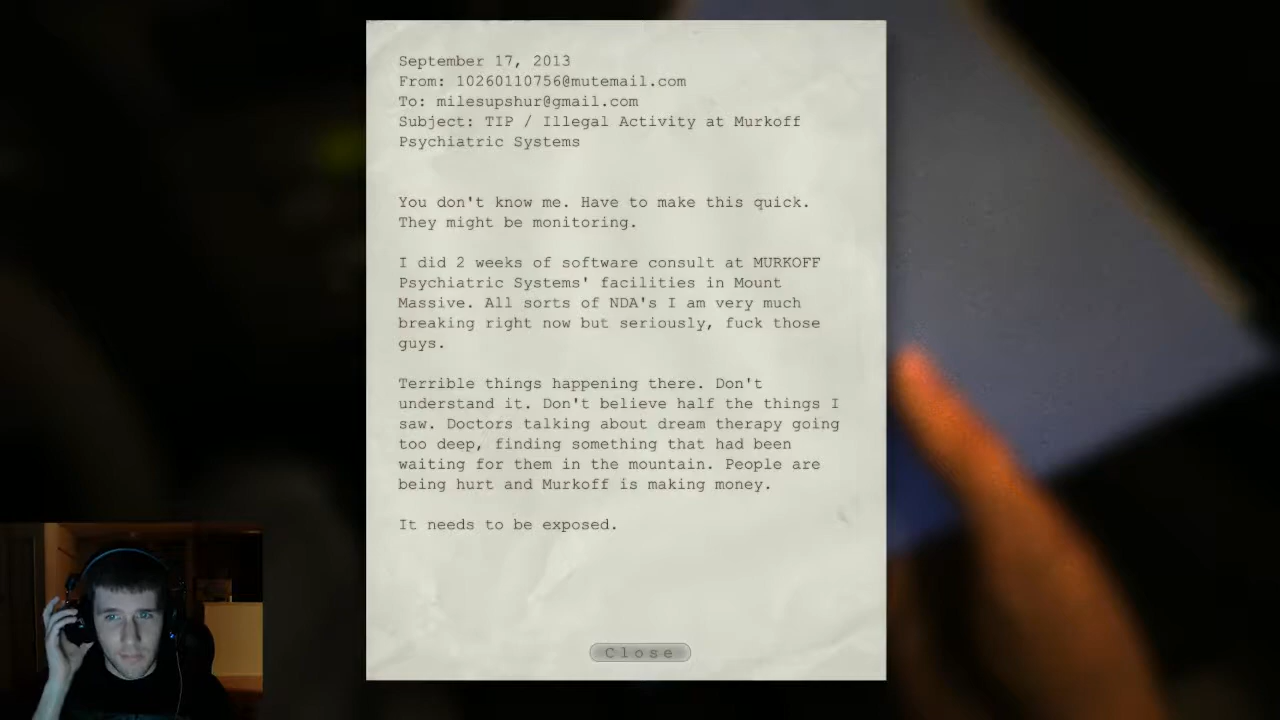 September 17, 2013
From: 10260110756@mutemail.com
To: milesupshur@gmail.com
Subject: TIP / Illegal Activity at Murkoff
Psychiatric Systems
You don't know me. Have to make this quick.
They might be monitoring.
I did 2 weeks of software consult at MURKOFF
Psychiatric Systems' facilities in Mount
Massive. All sorts of NDA's I am very much
breaking right now but seriously, fuck those
guys.
Terrible things happening there. Don't
understand it. Don't believe half the things I
saw. Doctors talking about dream therapy going
too deep, finding something that had been
waiting for them in the mountain. People are
being hurt and Murkoff is making money.
It needs to be exposed.
Close